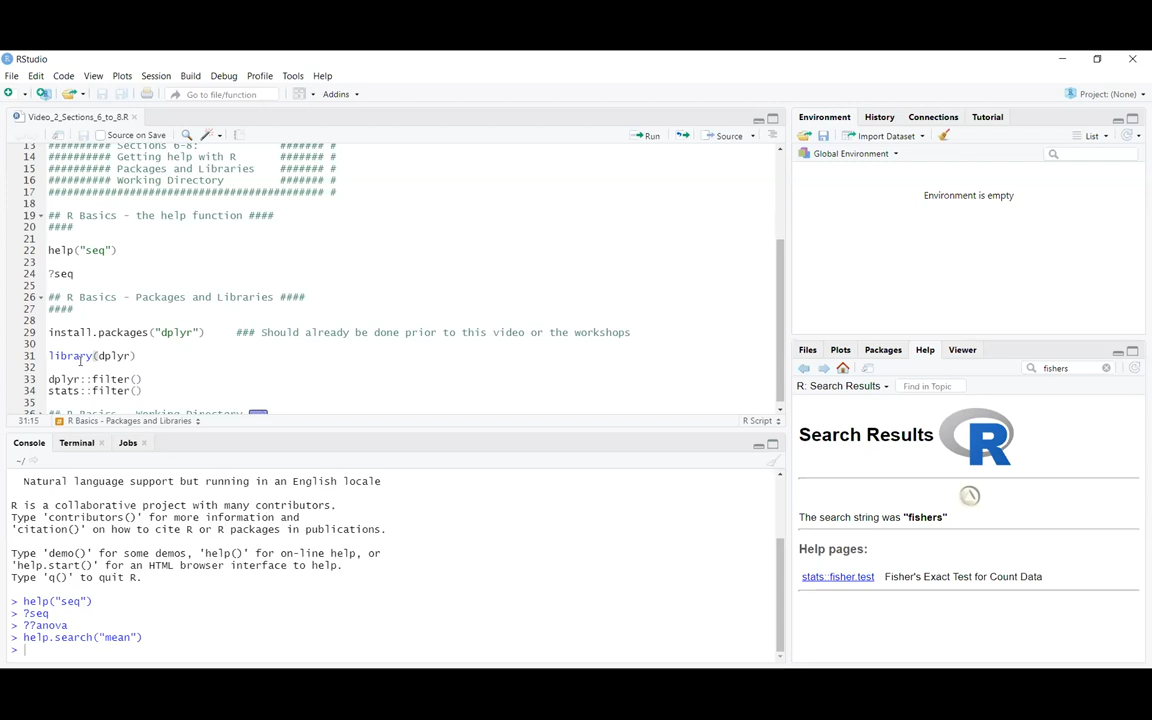 RStudio
File Edit Code View Plots Session Build Debug Profile Tools Help
Go to file/function Addins Project: (None)
Video_2_Sections_6_to_8.R
Source on Save Run Source
13 ########## Sections 6-8: ####### #
14 ########## Getting help with R ####### #
15 ########## Packages and Libraries ####### #
16 ########## Working Directory ####### #
17 ############################################## #
18
19 ## R Basics - the help function ####
20 ####
21
22 help("seq")
23
24 ?seq
25
26 ## R Basics - Packages and Libraries ####
27 ####
28
29 install.packages("dplyr") ### Should already be done prior to this video or the workshops
30
31 library(dplyr)
32
33 dplyr::filter()
34 stats::filter()
35
36 ## R Basics - Working Directory
31:15 R Basics - Packages and Libraries R Script
Console Terminal Jobs
~/
Natural language support but running in an English locale
R is a collaborative project with many contributors.
Type 'contributors()' for more information and
'citation()' on how to cite R or R packages in publications.
Type 'demo()' for some demos, 'help()' for on-line help, or
'help.start()' for an HTML browser interface to help.
Type 'q()' to quit R.
> help("seq")
> ?seq
> ??anova
> help.search("mean")
>
Environment History Connections Tutorial
Import Dataset List
Global Environment
Environment is empty
Files Plots Packages Help Viewer
fishers
R: Search Results Find in Topic
Search Results R
The search string was "fishers"
Help pages:
stats::fisher.test Fisher's Exact Test for Count Data